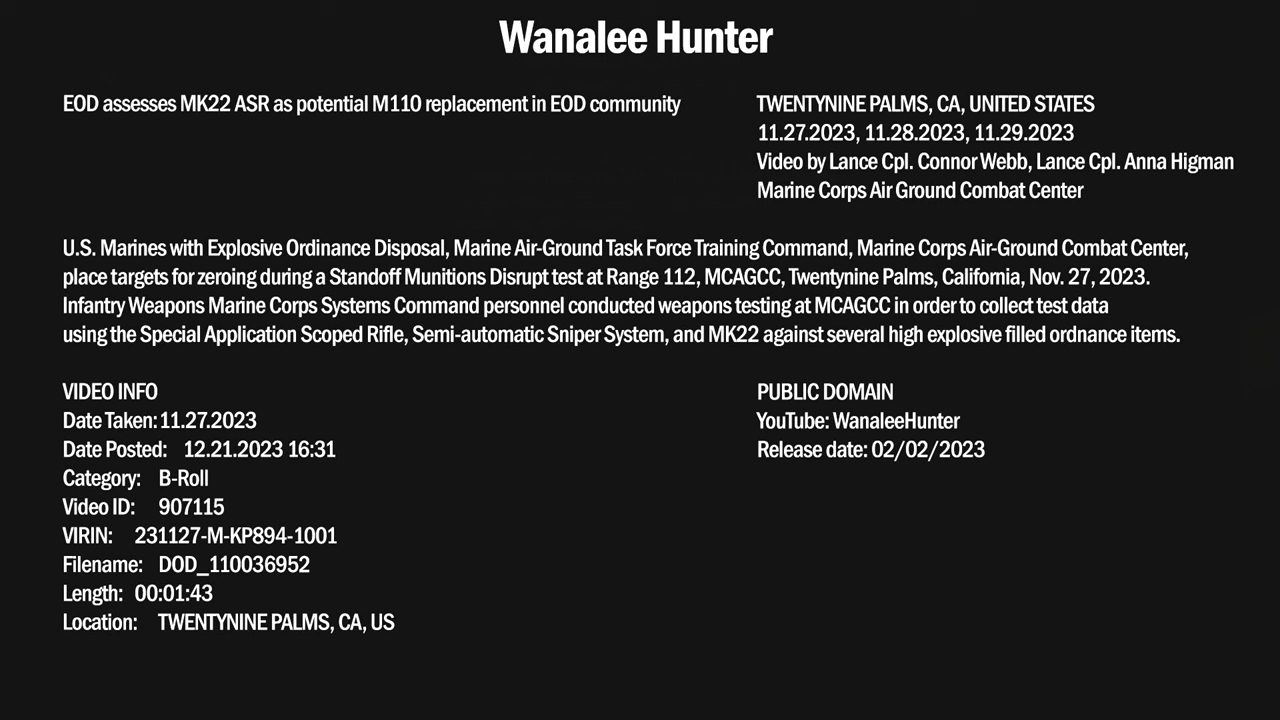 Wanalee Hunter
EOD assesses MK22 ASR as potential M110 replacement in EOD community
TWENTYNINE PALMS, CA, UNITED STATES
11.27.2023, 11.28.2023, 11.29.2023
Video by Lance Cpl. Connor Webb, Lance Cpl. Anna Higman
Marine Corps Air Ground Combat Center
U.S. Marines with Explosive Ordinance Disposal, Marine Air-Ground Task Force Training Command, Marine Corps Air-Ground Combat Center,
place targets for zeroing during a Standoff Munitions Disrupt test at Range 112, MCAGCC, Twentynine Palms, California, Nov. 27, 2023.
Infantry Weapons Marine Corps Systems Command personnel conducted weapons testing at MCAGCC in order to collect test data
using the Special Application Scoped Rifle, Semi-automatic Sniper System, and MK22 against several high explosive filled ordnance items.
VIDEO INFO
Date Taken: 11.27.2023
Date Posted: 12.21.2023 16:31
Category: B-Roll
Video ID: 907115
VIRIN: 231127-M-KP894-1001
Filename: DOD_110036952
Length: 00:01:43
Location: TWENTYNINE PALMS, CA, US
PUBLIC DOMAIN
YouTube: WanaleeHunter
Release date: 02/02/2023